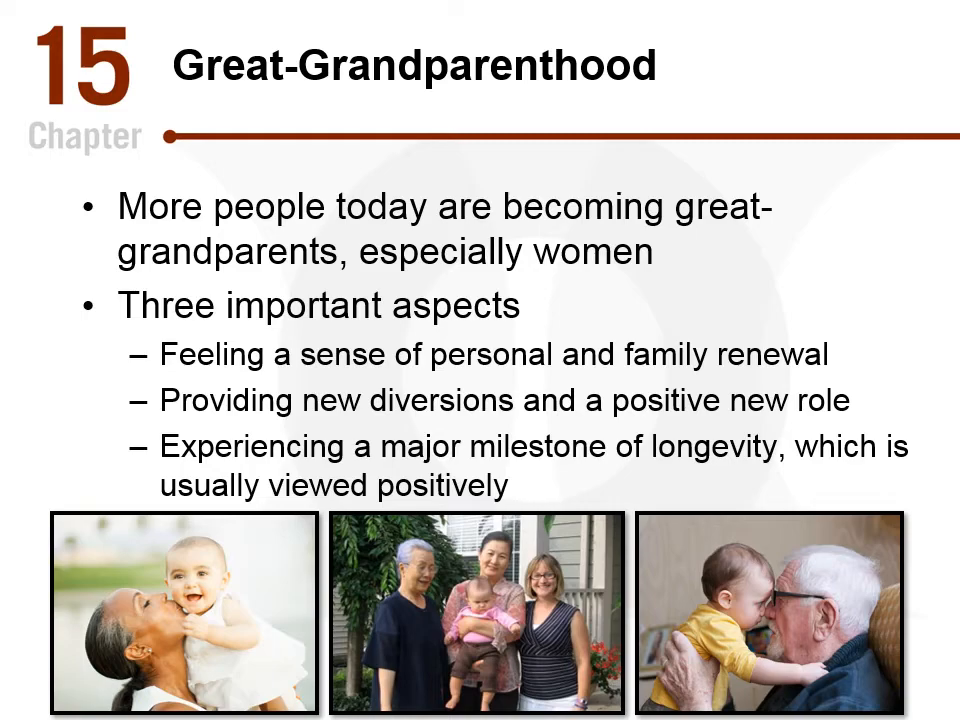 15
Chapter
Great-Grandparenthood
• More people today are becoming great-
grandparents, especially women
• Three important aspects
– Feeling a sense of personal and family renewal
– Providing new diversions and a positive new role
– Experiencing a major milestone of longevity, which is
usually viewed positively